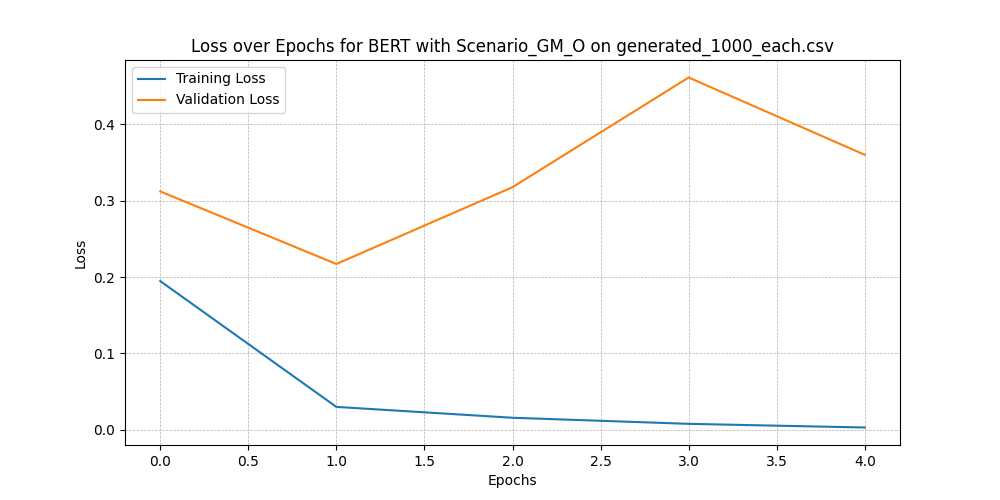 Loss over Epochs for BERT with Scenario_GM_O on generated_1000_each.csv
Training Loss
Validation Loss
0.4
0.3
0.2
0.1
0.0
Loss
0.0 0.5 1.0 1.5 2.0 2.5 3.0 3.5 4.0
Epochs